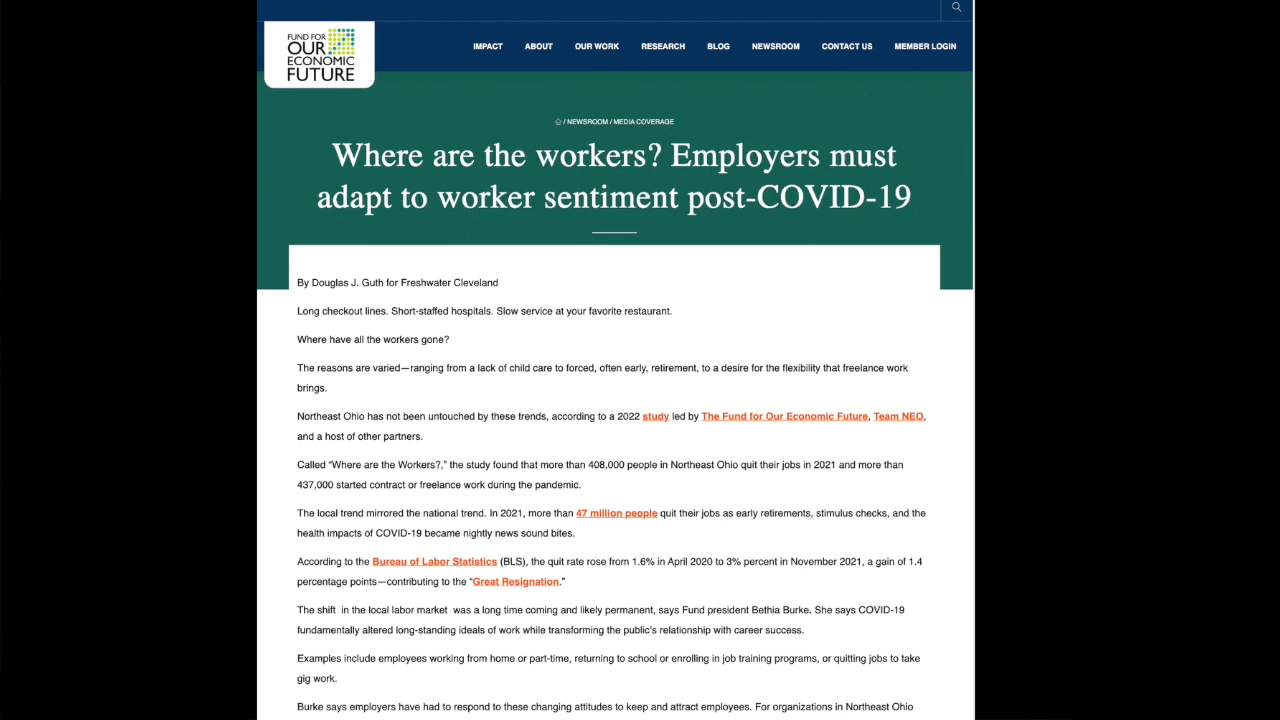 FUND FOR
OUR
ECONOMIC
FUTURE
IMPACT ABOUT OUR WORK RESEARCH BLOG NEWSROOM CONTACT US MEMBER LOGIN
/ NEWSROOM / MEDIA COVERAGE
Where are the workers? Employers must
adapt to worker sentiment post-COVID-19
By Douglas J. Guth for Freshwater Cleveland
Long checkout lines. Short-staffed hospitals. Slow service at your favorite restaurant.
Where have all the workers gone?
The reasons are varied—ranging from a lack of child care to forced, often early, retirement, to a desire for the flexibility that freelance work
brings.
Northeast Ohio has not been untouched by these trends, according to a 2022 study led by The Fund for Our Economic Future, Team NEO,
and a host of other partners.
Called “Where are the Workers?,” the study found that more than 408,000 people in Northeast Ohio quit their jobs in 2021 and more than
437,000 started contract or freelance work during the pandemic.
The local trend mirrored the national trend. In 2021, more than 47 million people quit their jobs as early retirements, stimulus checks, and the
health impacts of COVID-19 became nightly news sound bites.
According to the Bureau of Labor Statistics (BLS), the quit rate rose from 1.6% in April 2020 to 3% percent in November 2021, a gain of 1.4
percentage points—contributing to the “Great Resignation.”
The shift in the local labor market was a long time coming and likely permanent, says Fund president Bethia Burke. She says COVID-19
fundamentally altered long-standing ideals of work while transforming the public’s relationship with career success.
Examples include employees working from home or part-time, returning to school or enrolling in job training programs, or quitting jobs to take
gig work.
Burke says employers have had to respond to these changing attitudes to keep and attract employees. For organizations in Northeast Ohio